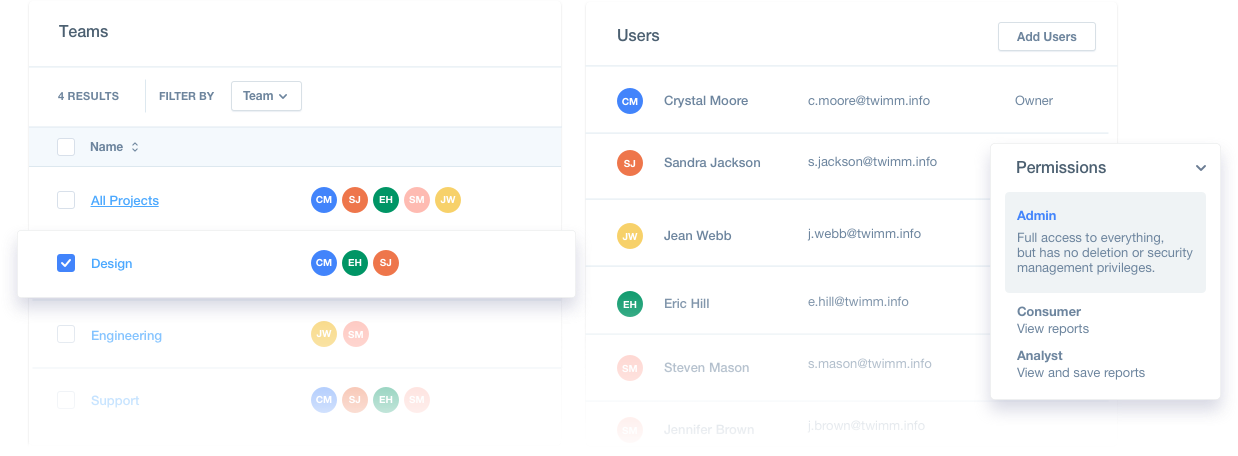 Teams
4 RESULTS
FILTER BY
Team
Name
All Projects
CM SJ EH SM JW
Design
CM EH SJ
Engineering
JW SM
Support
CM SJ EH SM
Users
Add Users
CM Crystal Moore c.moore@twimm.info Owner
SJ Sandra Jackson s.jackson@twimm.info
JW Jean Webb j.webb@twimm.info
EH Eric Hill e.hill@twimm.info
SM Steven Mason s.mason@twimm.info
SM Jennifer Brown j.brown@twimm.info
Permissions
Admin
Full access to everything,
but has no deletion or security
management privileges.
Consumer
View reports
Analyst
View and save reports